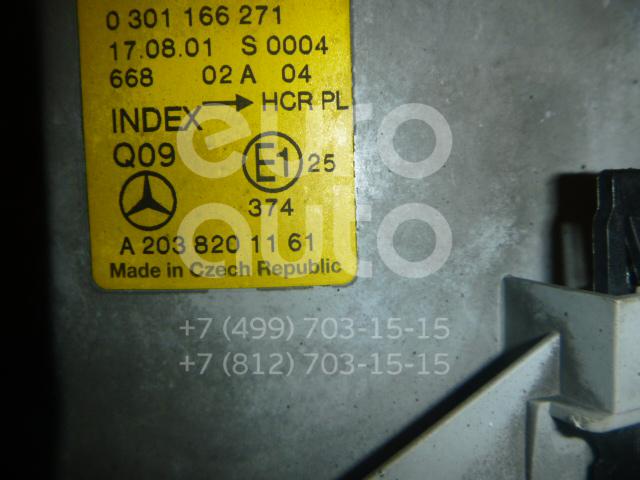 0 301 166 271
17.08.01 S 0004
668 02 A 04
INDEX → HCR PL
Q09
E1 25
374
A 203 820 11 61
Made in Czech Republic
euro
auto
+7 (499) 703-15-15
+7 (812) 703-15-15